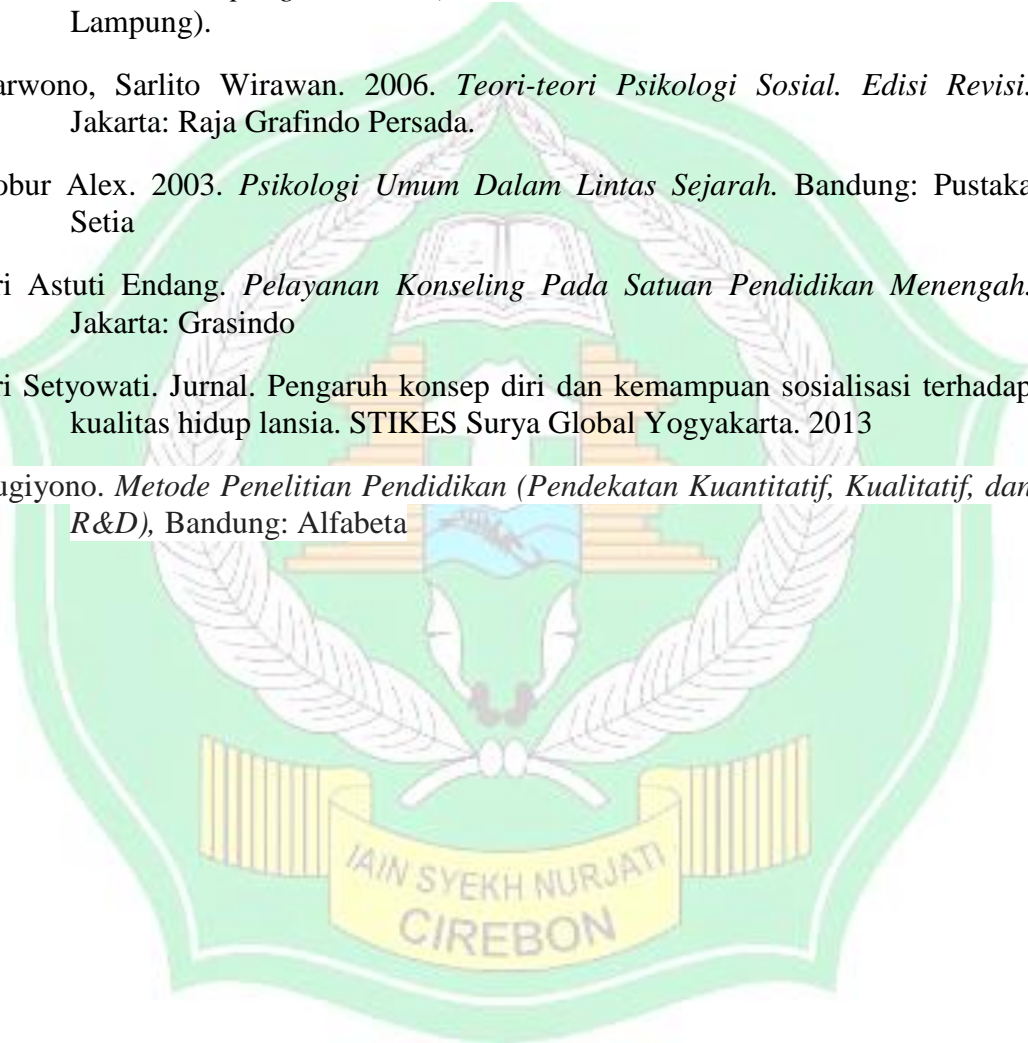 Lampung).
arwono, Sarlito Wirawan. 2006. Teori-teori Psikologi Sosial. Edisi Revisi.
Jakarta: Raja Grafindo Persada.
obur Alex. 2003. Psikologi Umum Dalam Lintas Sejarah. Bandung: Pustaka
Setia
ri Astuti Endang. Pelayanan Konseling Pada Satuan Pendidikan Menengah.
Jakarta: Grasindo
ri Setyowati. Jurnal. Pengaruh konsep diri dan kemampuan sosialisasi terhadap
kualitas hidup lansia. STIKES Surya Global Yogyakarta. 2013
ugiyono. Metode Penelitian Pendidikan (Pendekatan Kuantitatif, Kualitatif, dan
R&D), Bandung: Alfabeta
IAIN SYEKH NURJATI
CIREBON